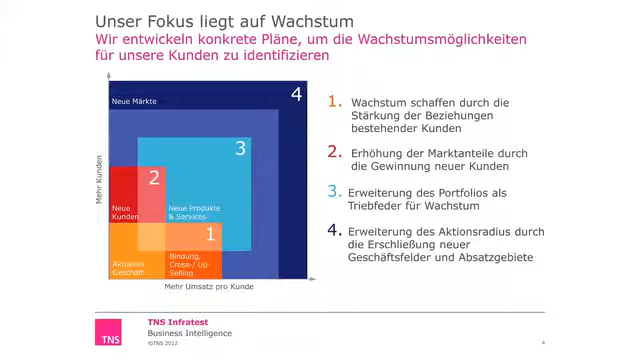 Unser Fokus liegt auf Wachstum
Wir entwickeln konkrete Pläne, um die Wachstumsmöglichkeiten
für unsere Kunden zu identifizieren
Mehr Kunden
Neue Märkte
4
3
2
Neue
Kunden
Neue Produkte
& Services
1
Aktuelles
Geschäft
Bindung,
Cross-/ Up-
Selling
Mehr Umsatz pro Kunde
1. Wachstum schaffen durch die
Stärkung der Beziehungen
bestehender Kunden
2. Erhöhung der Marktanteile durch
die Gewinnung neuer Kunden
3. Erweiterung des Portfolios als
Triebfeder für Wachstum
4. Erweiterung des Aktionsradius durch
die Erschließung neuer
Geschäftsfelder und Absatzgebiete
TNS
TNS Infratest
Business Intelligence
©TNS 2012
4